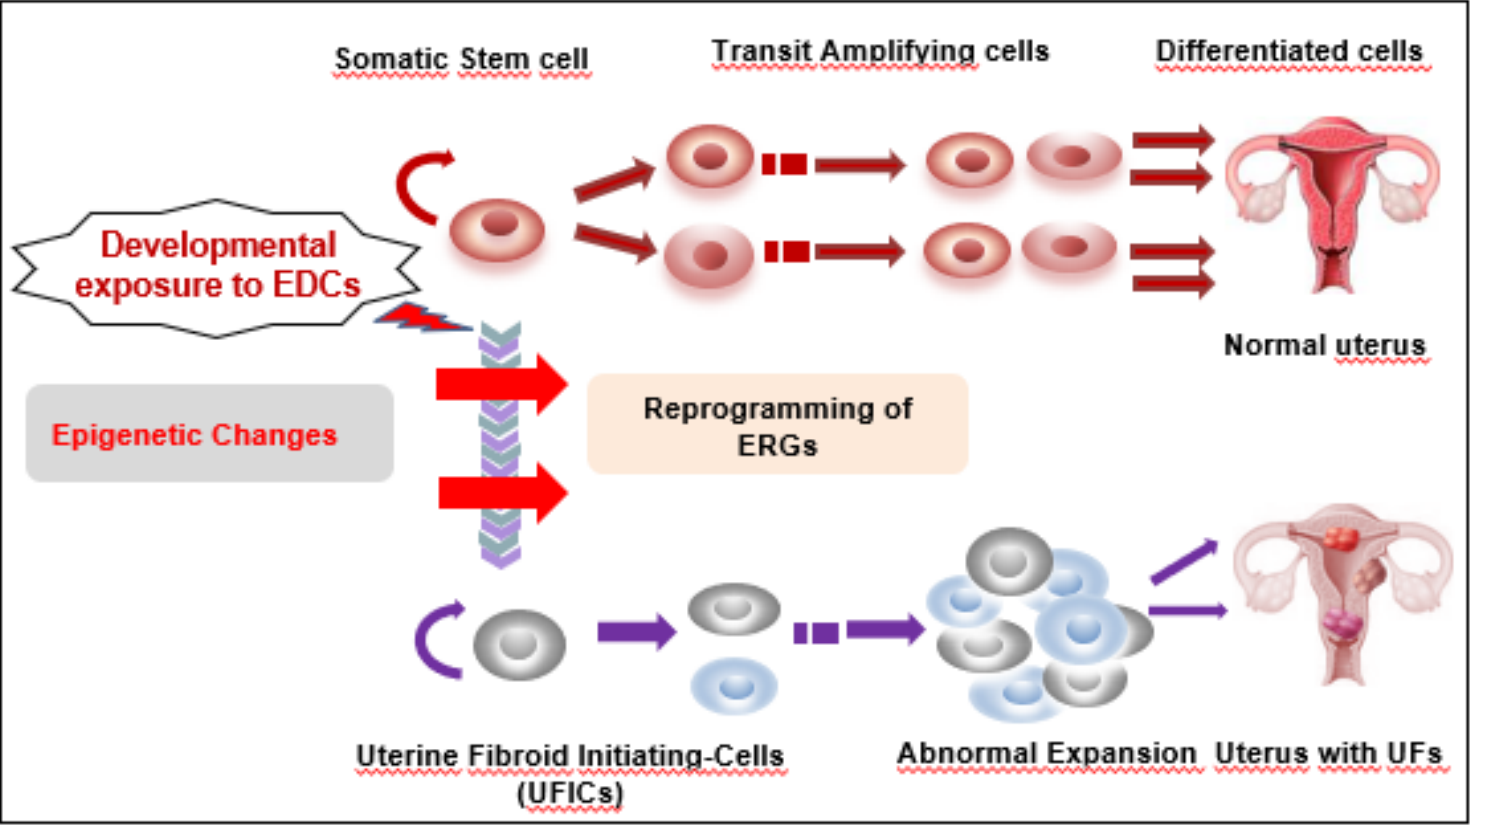 Somatic Stem cell
Transit Amplifying cells
Differentiated cells
Developmental
exposure to EDCs
Normal uterus
Epigenetic Changes
Reprogramming of
ERGs
Uterine Fibroid Initiating-Cells
(UFICs)
Abnormal Expansion
Uterus with UFs